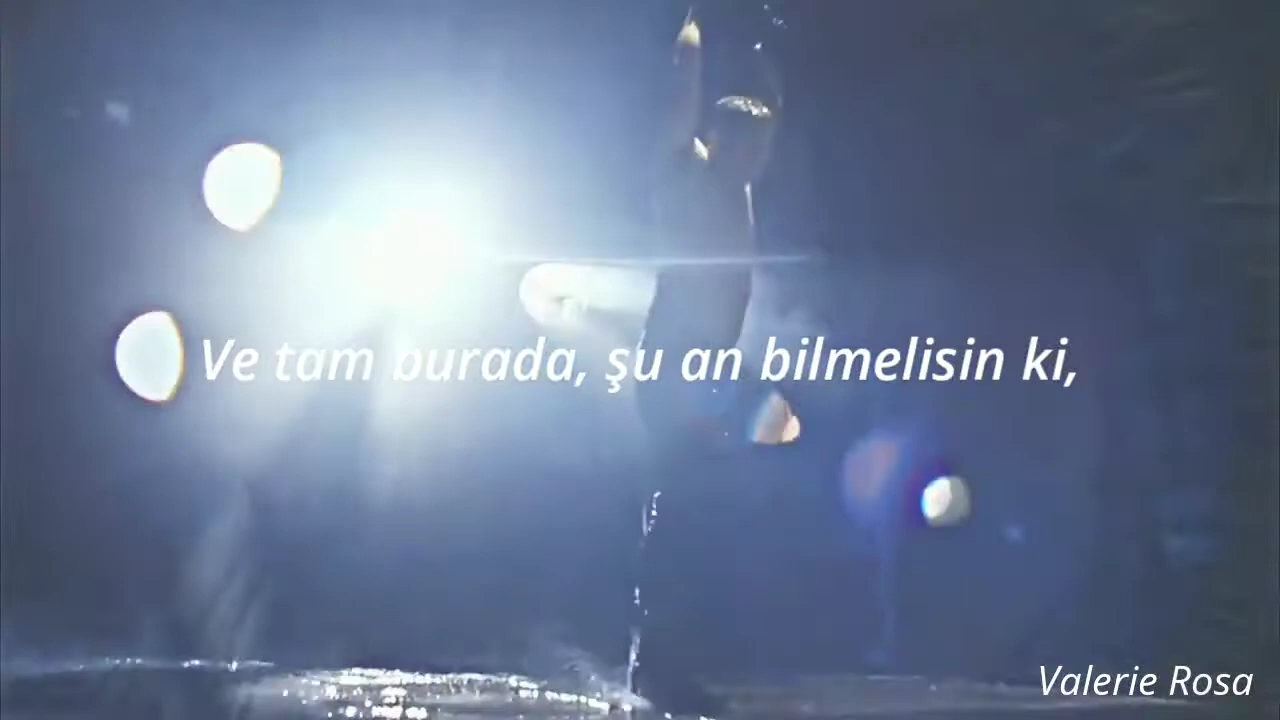 Ve tam burada, şu an bilmelisin ki,
Valerie Rosa